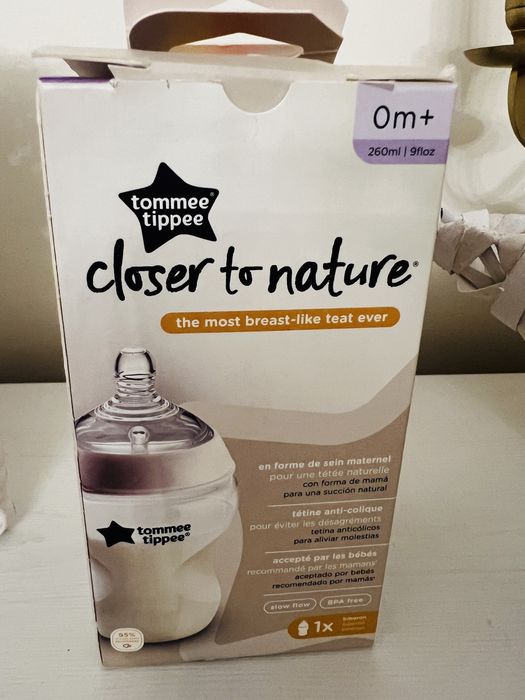 0m+
260ml | 9floz
tommee
tippee®
closer to nature®
the most breast-like teat ever
en forme de sein maternel
pour une tétée naturelle
con forma de mamá
para una succión natural
tétine anti-colique
pour éviter les désagréments
tetina anticólicos
para aliviar molestias
accepté par les bébés
recommandé par les mamans*
aceptado por bebés
recomendado por mamás*
slow flow
BPA free
1x
biberon
tommee
tippee®
95%